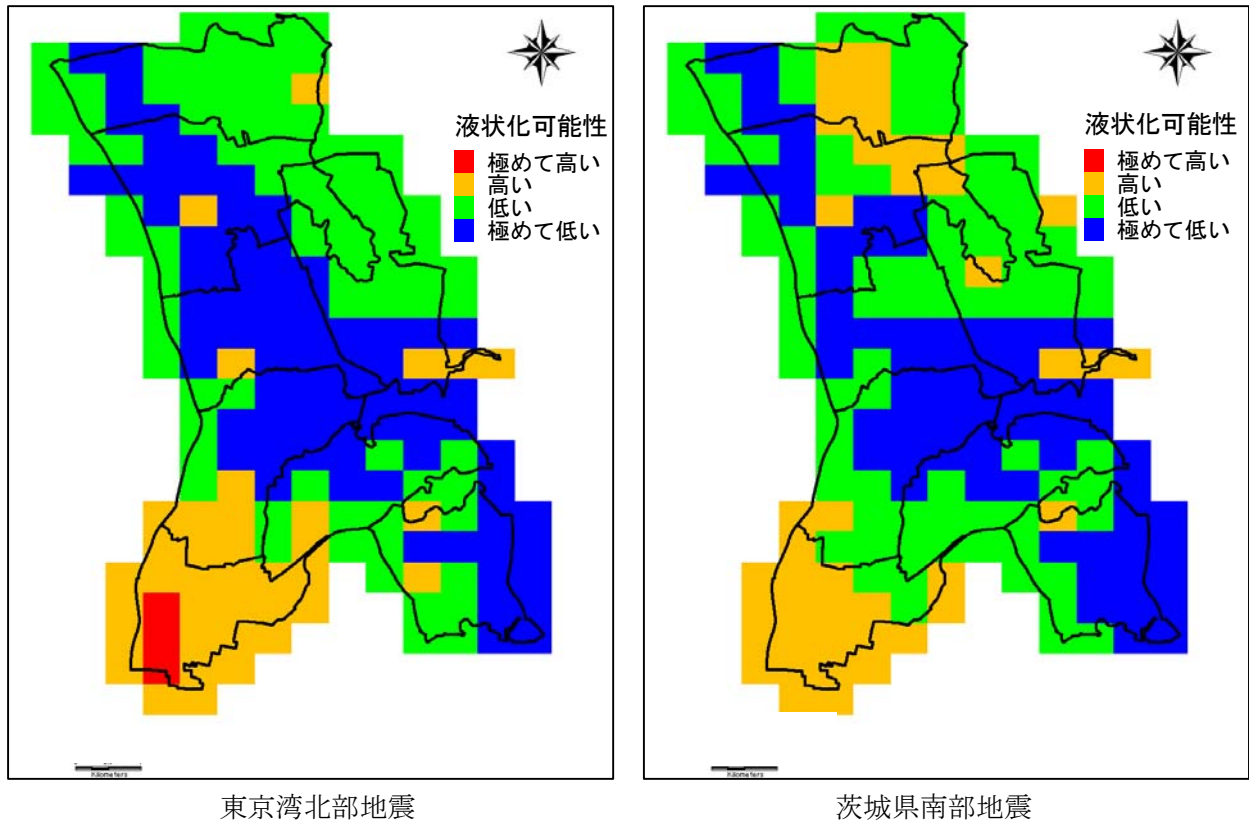 液状化可能性
極めて高い
高い
低い
極めて低い
Kilometers
東京湾北部地震
液状化可能性
極めて高い
高い
低い
極めて低い
Kilometers
茨城県南部地震